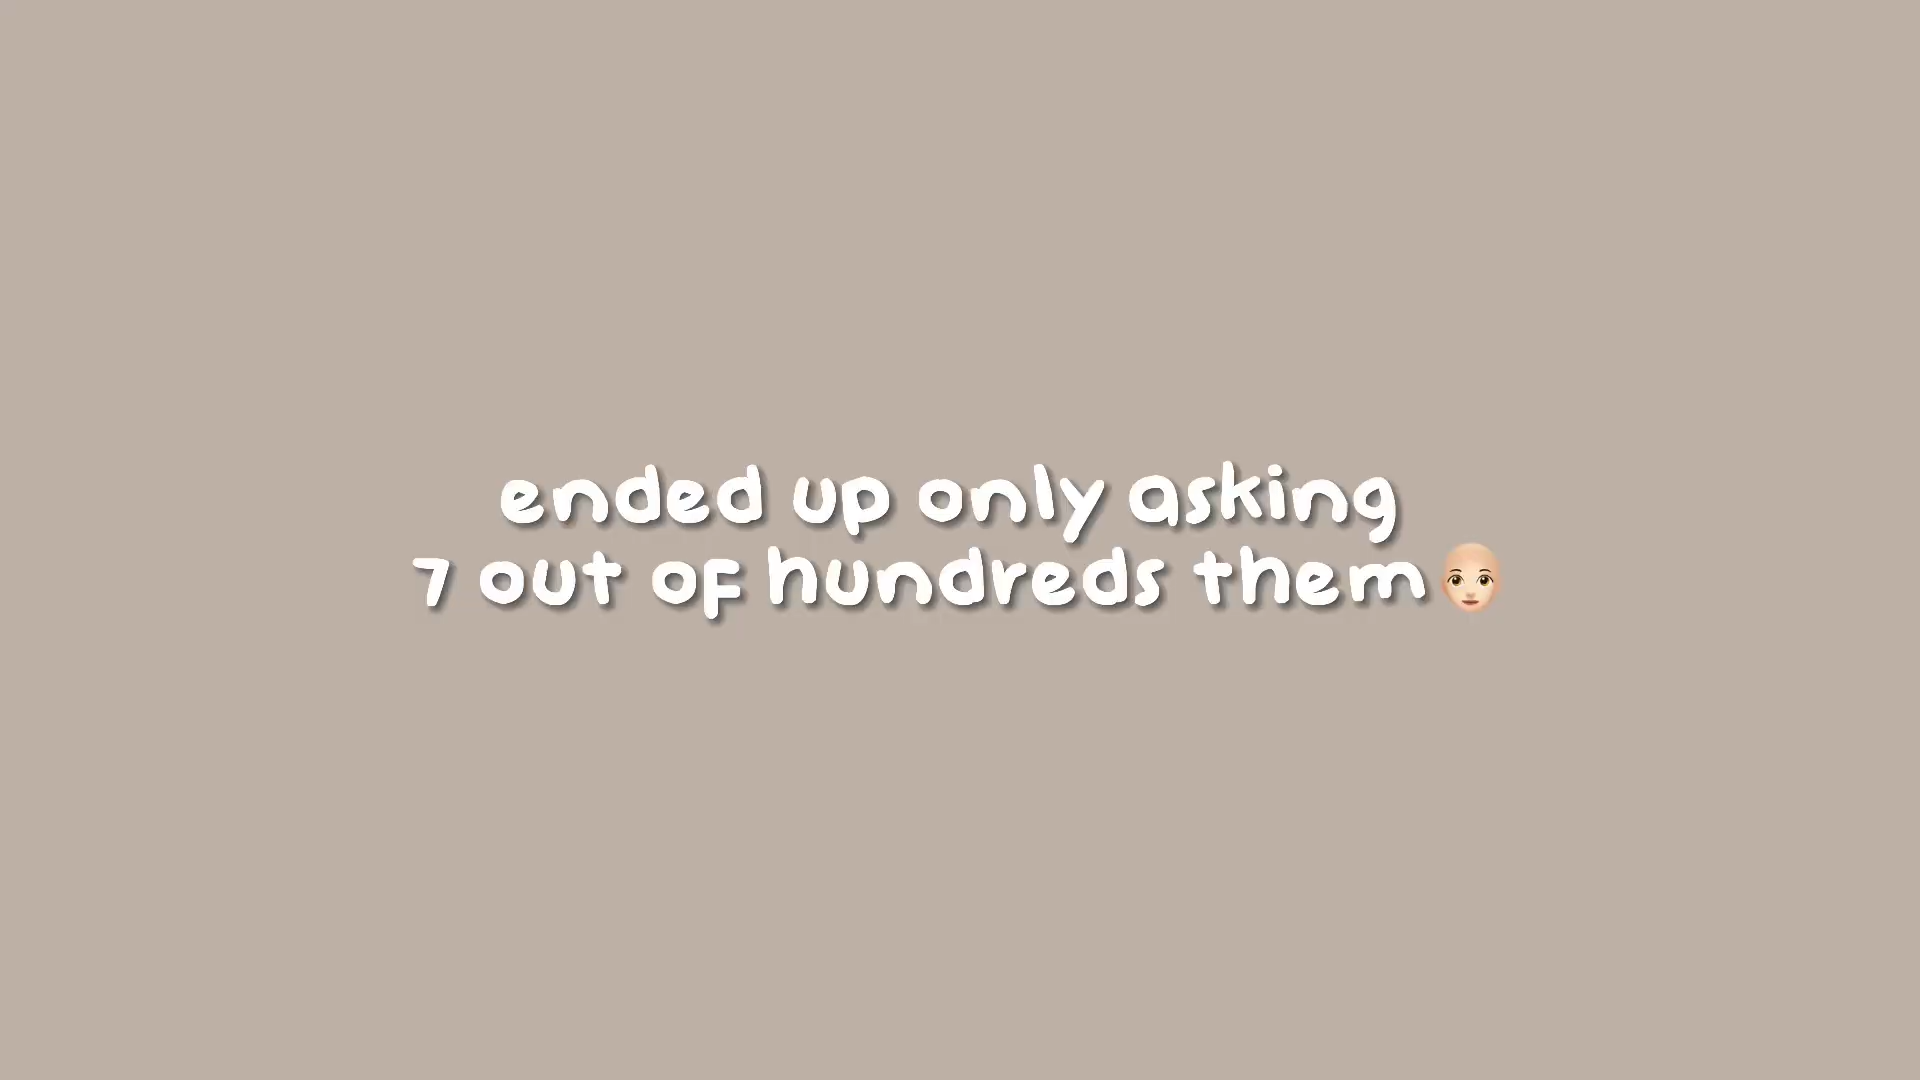 ended up only asking
7 out of hundreds them👩🏻‍🦲